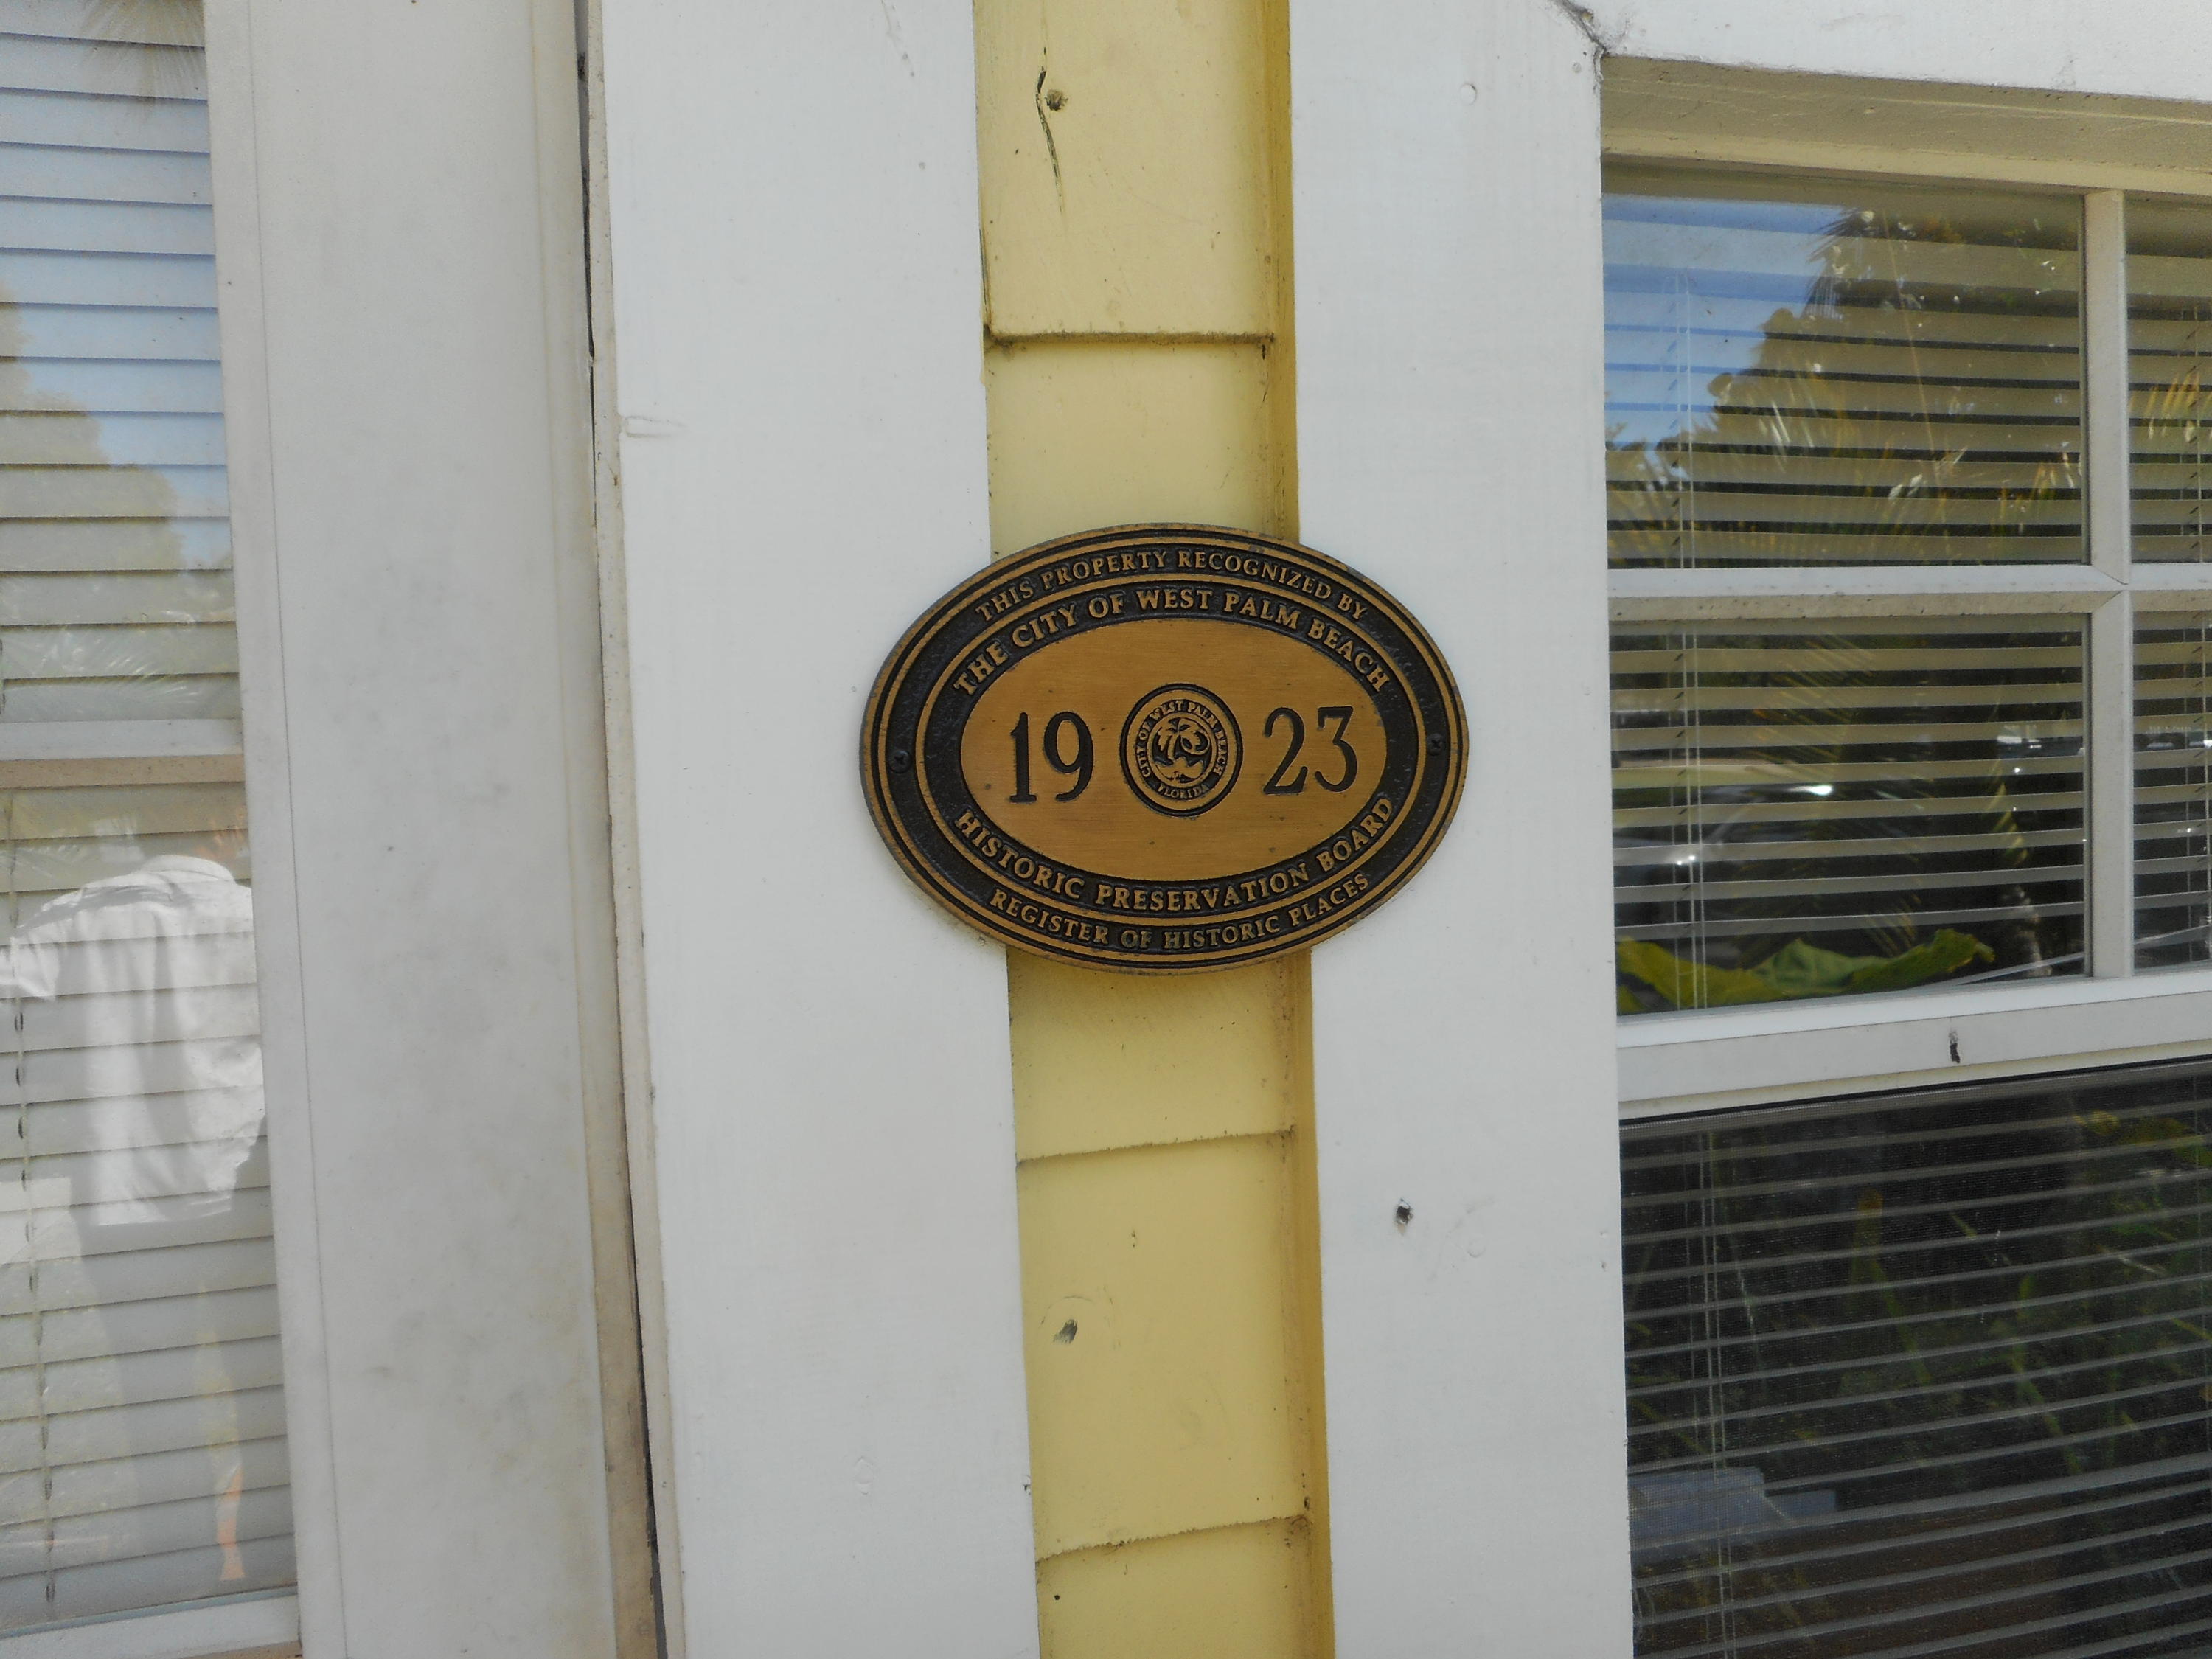 THIS PROPERTY RECOGNIZED BY
THE CITY OF WEST PALM BEACH
19 23
CITY OF WEST PALM BEACH
FLORIDA
HISTORIC PRESERVATION BOARD
REGISTER OF HISTORIC PLACES